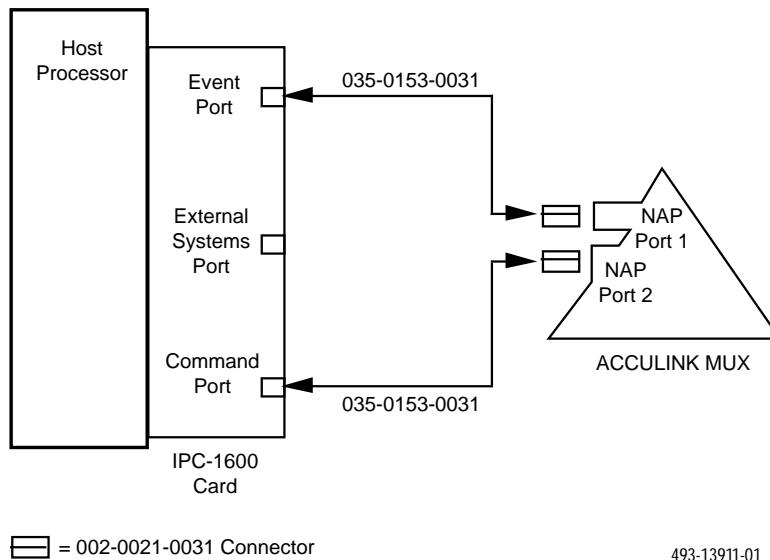 Host
Processor
Event
Port
035-0153-0031
External
Systems
Port
NAP
Port 1
NAP
Port 2
ACCULINK MUX
Command
Port
035-0153-0031
IPC-1600
Card
= 002-0021-0031 Connector
493-13911-01